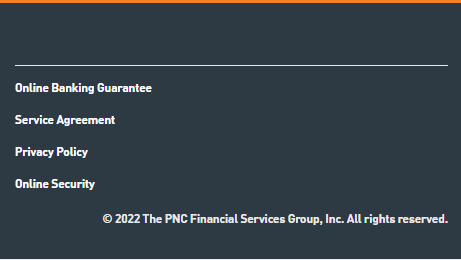 Online Banking Guarantee
Service Agreement
Privacy Policy
Online Security
© 2022 The PNC Financial Services Group, Inc. All rights reserved.